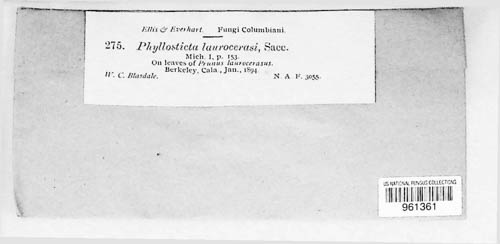 Ellis & Everhart. Fungi Columbiani.
275. Phyllosticta laurocerasi, Sacc.
Mich. I, p. 153.
On leaves of Prunus laurocerasus.
Berkeley, Cala., Jan., 1894
W. C. Blasdale. N A F. 3055.
US NATIONAL FUNGUS COLLECTIONS
961361